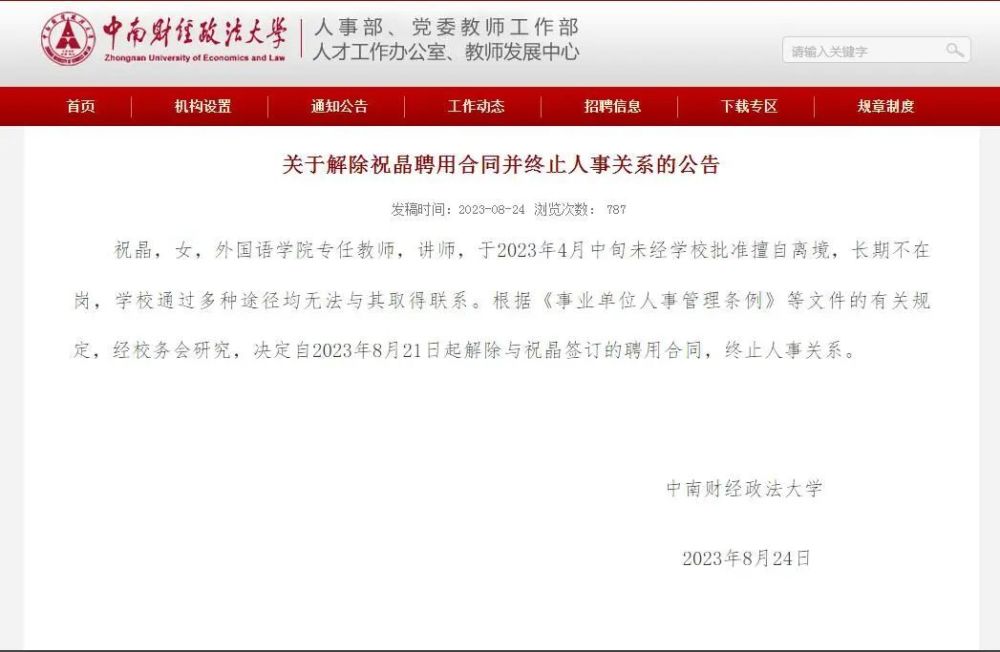 中南财经政法大学
Zhongnan University of Economics and Law
人事部、党委教师工作部
人才工作办公室、教师发展中心
请输入关键字
首页 机构设置 通知公告 工作动态 招聘信息 下载专区 规章制度
关于解除祝晶聘用合同并终止人事关系的公告
发稿时间：2023-08-24 浏览次数： 787
祝晶，女，外国语学院专任教师，讲师，于2023年4月中旬未经学校批准擅自离境，长期不在
岗，学校通过多种途径均无法与其取得联系。根据《事业单位人事管理条例》等文件的有关规
定，经校务会研究，决定自2023年8月21日起解除与祝晶签订的聘用合同，终止人事关系。
中南财经政法大学
2023年8月24日